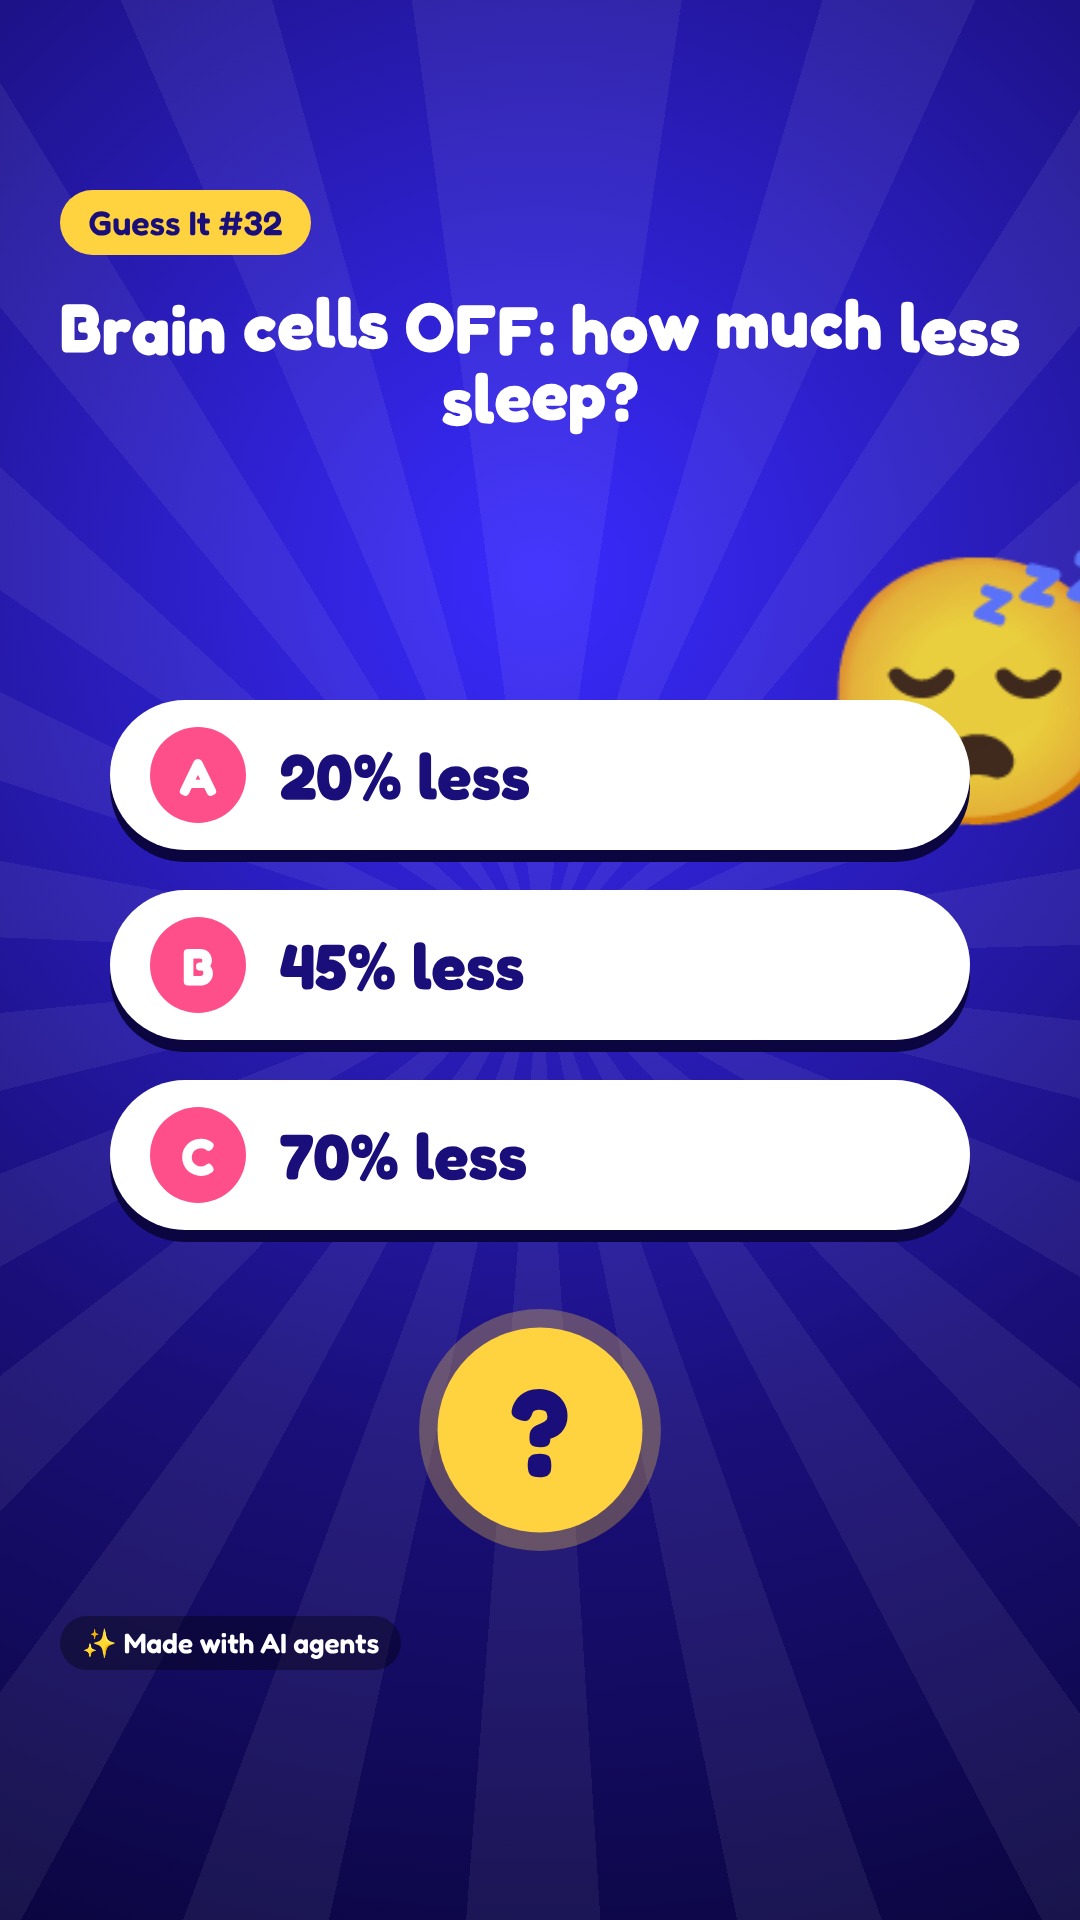 Guess It #32
Brain cells OFF: how much less
sleep?
z z z
A 20% less
B 45% less
C 70% less
?
✨ Made with AI agents